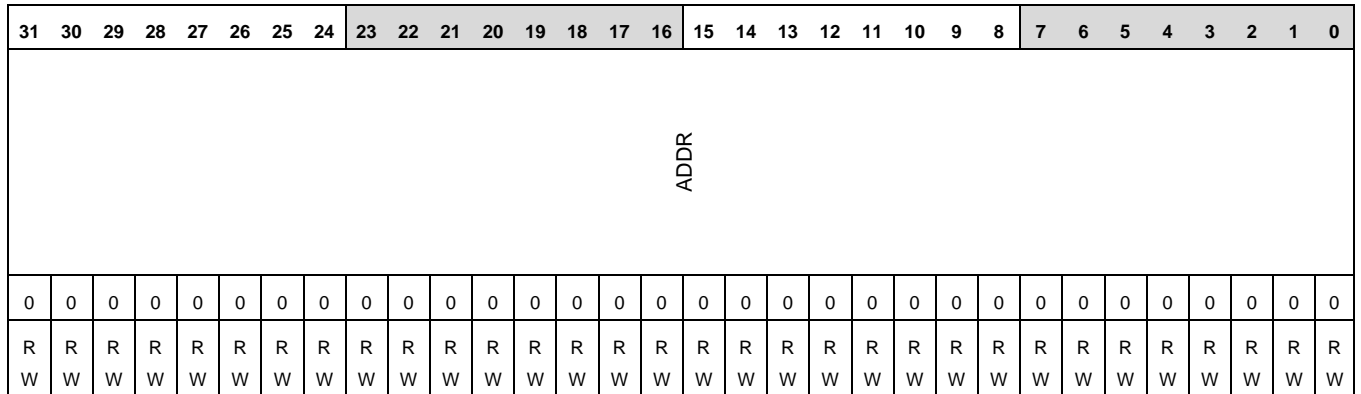 31 30 29 28 27 26 25 24 23 22 21 20 19 18 17 16 15 14 13 12 11 10 9 8 7 6 5 4 3 2 1 0
ADDR
0 0 0 0 0 0 0 0 0 0 0 0 0 0 0 0 0 0 0 0 0 0 0 0 0 0 0 0 0 0 0 0
R R R R R R R R R R R R R R R R R R R R R R R R R R R R R R R R
W W W W W W W W W W W W W W W W W W W W W W W W W W W W W W W W